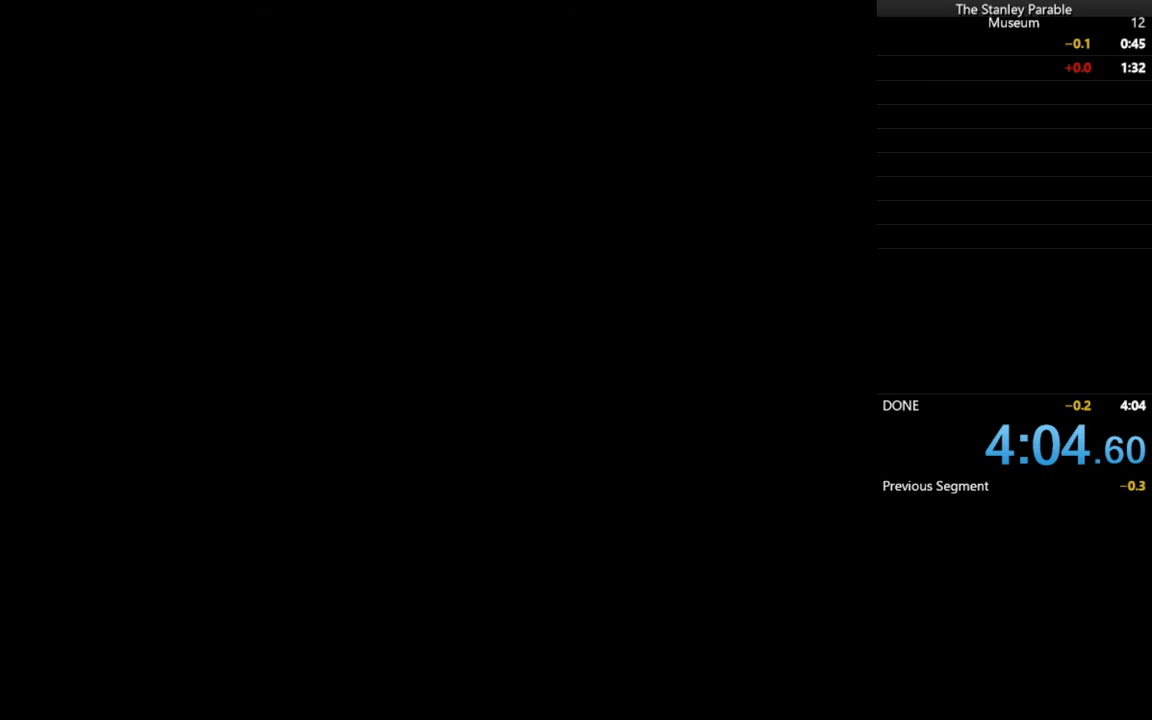 The Stanley Parable
Museum 12
−0.1 0:45
+0.0 1:32
DONE −0.2 4:04
4:04.60
Previous Segment −0.3